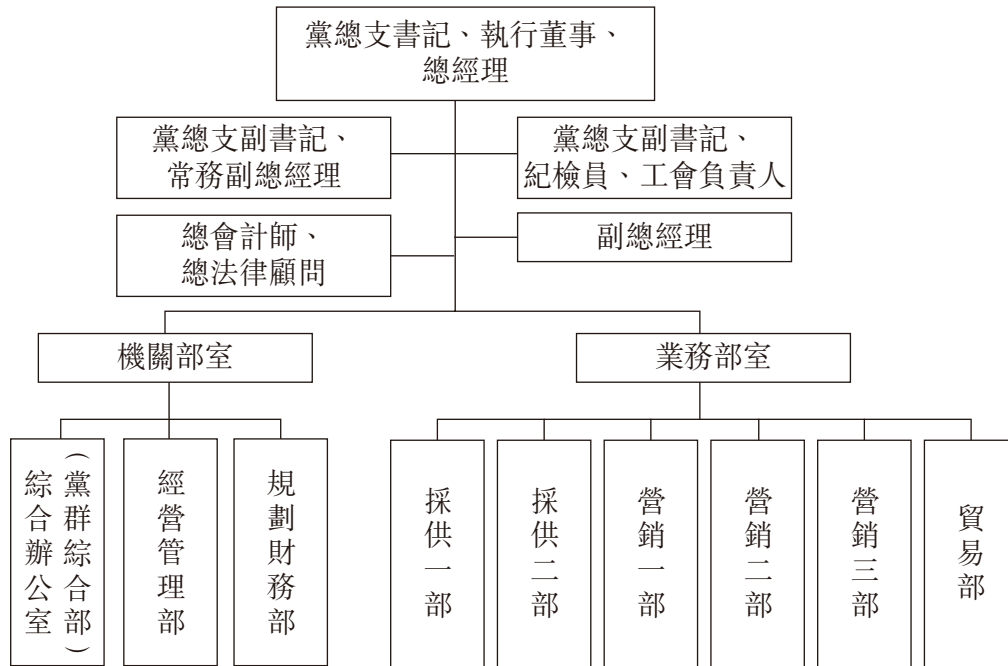 黨總支書記、執行董事、
總經理
黨總支副書記、
常務副總經理
黨總支副書記、
紀檢員、工會負責人
總會計師、
總法律顧問
副總經理
機關部室
業務部室
綜合辦公室
(黨群綜合部)
經營管理部
規劃財務部
採供一部
採供二部
營銷一部
營銷二部
營銷三部
貿易部